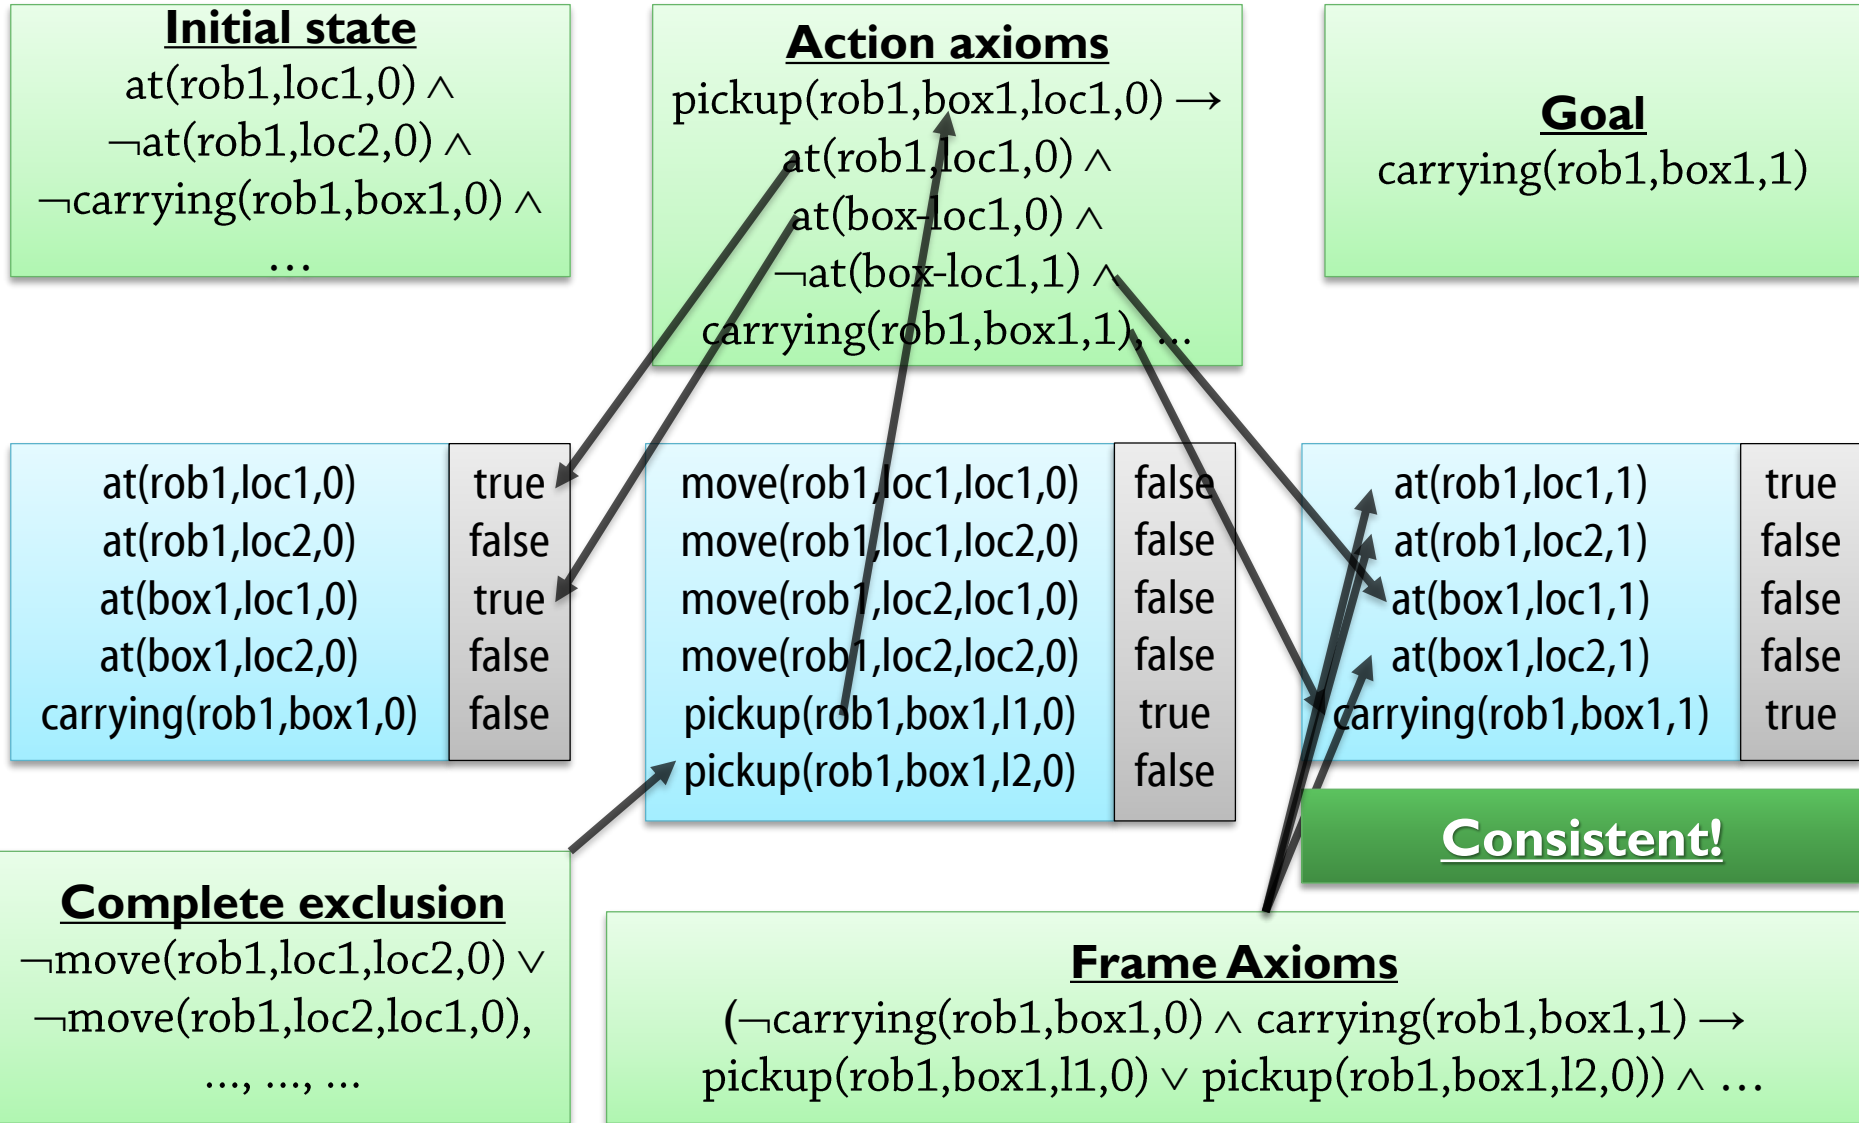 Initial state
at(rob1,loc1,0) ∧
¬at(rob1,loc2,0) ∧
¬carrying(rob1,box1,0) ∧
…
Action axioms
pickup(rob1,box1,loc1,0) →
at(rob1,loc1,0) ∧
at(box-loc1,0) ∧
¬at(box-loc1,1) ∧
carrying(rob1,box1,1), …
Goal
carrying(rob1,box1,1)
at(rob1,loc1,0) true
at(rob1,loc2,0) false
at(box1,loc1,0) true
at(box1,loc2,0) false
carrying(rob1,box1,0) false
move(rob1,loc1,loc1,0) false
move(rob1,loc1,loc2,0) false
move(rob1,loc2,loc1,0) false
move(rob1,loc2,loc2,0) false
pickup(rob1,box1,l1,0) true
pickup(rob1,box1,l2,0) false
at(rob1,loc1,1) true
at(rob1,loc2,1) false
at(box1,loc1,1) false
at(box1,loc2,1) false
carrying(rob1,box1,1) true
Consistent!
Complete exclusion
¬move(rob1,loc1,loc2,0) ∨
¬move(rob1,loc2,loc1,0),
…, …, …
Frame Axioms
(¬carrying(rob1,box1,0) ∧ carrying(rob1,box1,1) →
pickup(rob1,box1,l1,0) ∨ pickup(rob1,box1,l2,0)) ∧ …